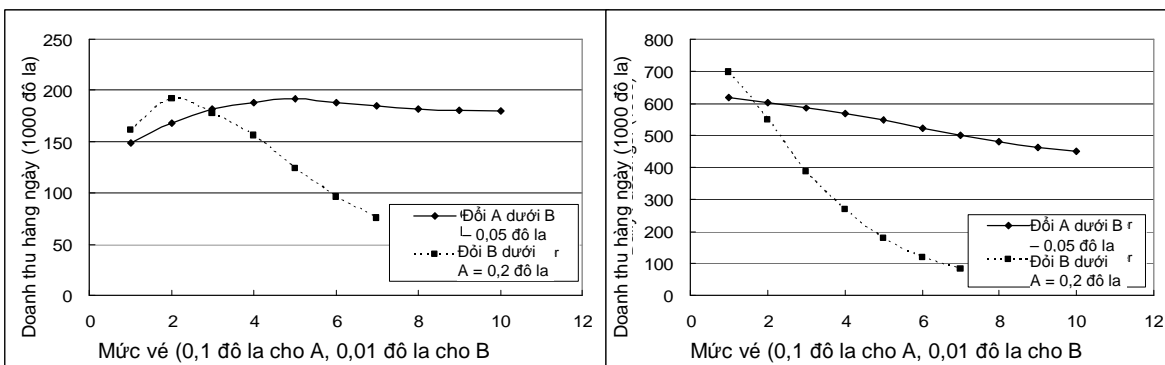 Doanh thu hàng ngày (1000 đô la)
250
200
150
100
50
0
0 2 4 6 8 10 12
Đổi A dưới B
– 0,05 đô la
Đỏi B dưới
A = 0,2 đô la
Mức vé (0,1 đô la cho A, 0,01 đô la cho B
Doanh thu hàng ngày (1000 đô la)
800
700
600
500
400
300
200
100
0
0 2 4 6 8 10 12
Đổi A dưới B r
– 0,05 đô la
Đỏi B dưới r
A = 0,2 đô la
Mức vé (0,1 đô la cho A, 0,01 đô la cho B